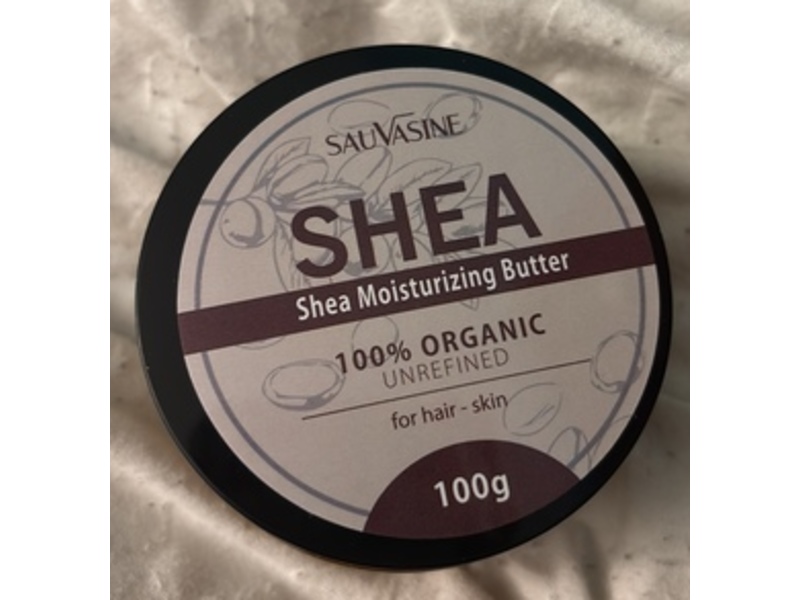 SAUVASINE
SHEA
Shea Moisturizing Butter
100% ORGANIC
UNREFINED
for hair - skin
100g